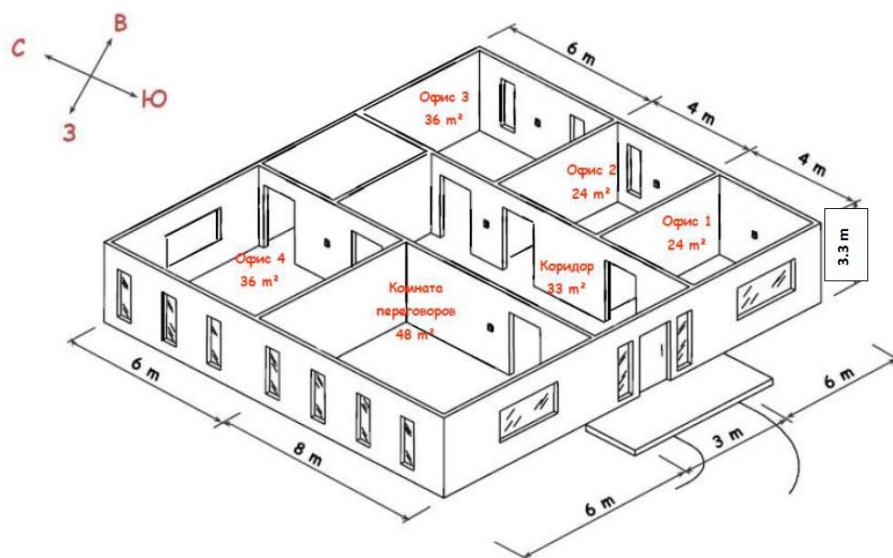 В
С
Ю
З
6 m
4 m
4 m
3.3 m
Офис 3
36 m²
Офис 2
24 m²
Офис 1
24 m²
Офис 4
36 m²
Коридор
33 m²
Комната
переговоров
48 m²
6 m
8 m
6 m
3 m
6 m